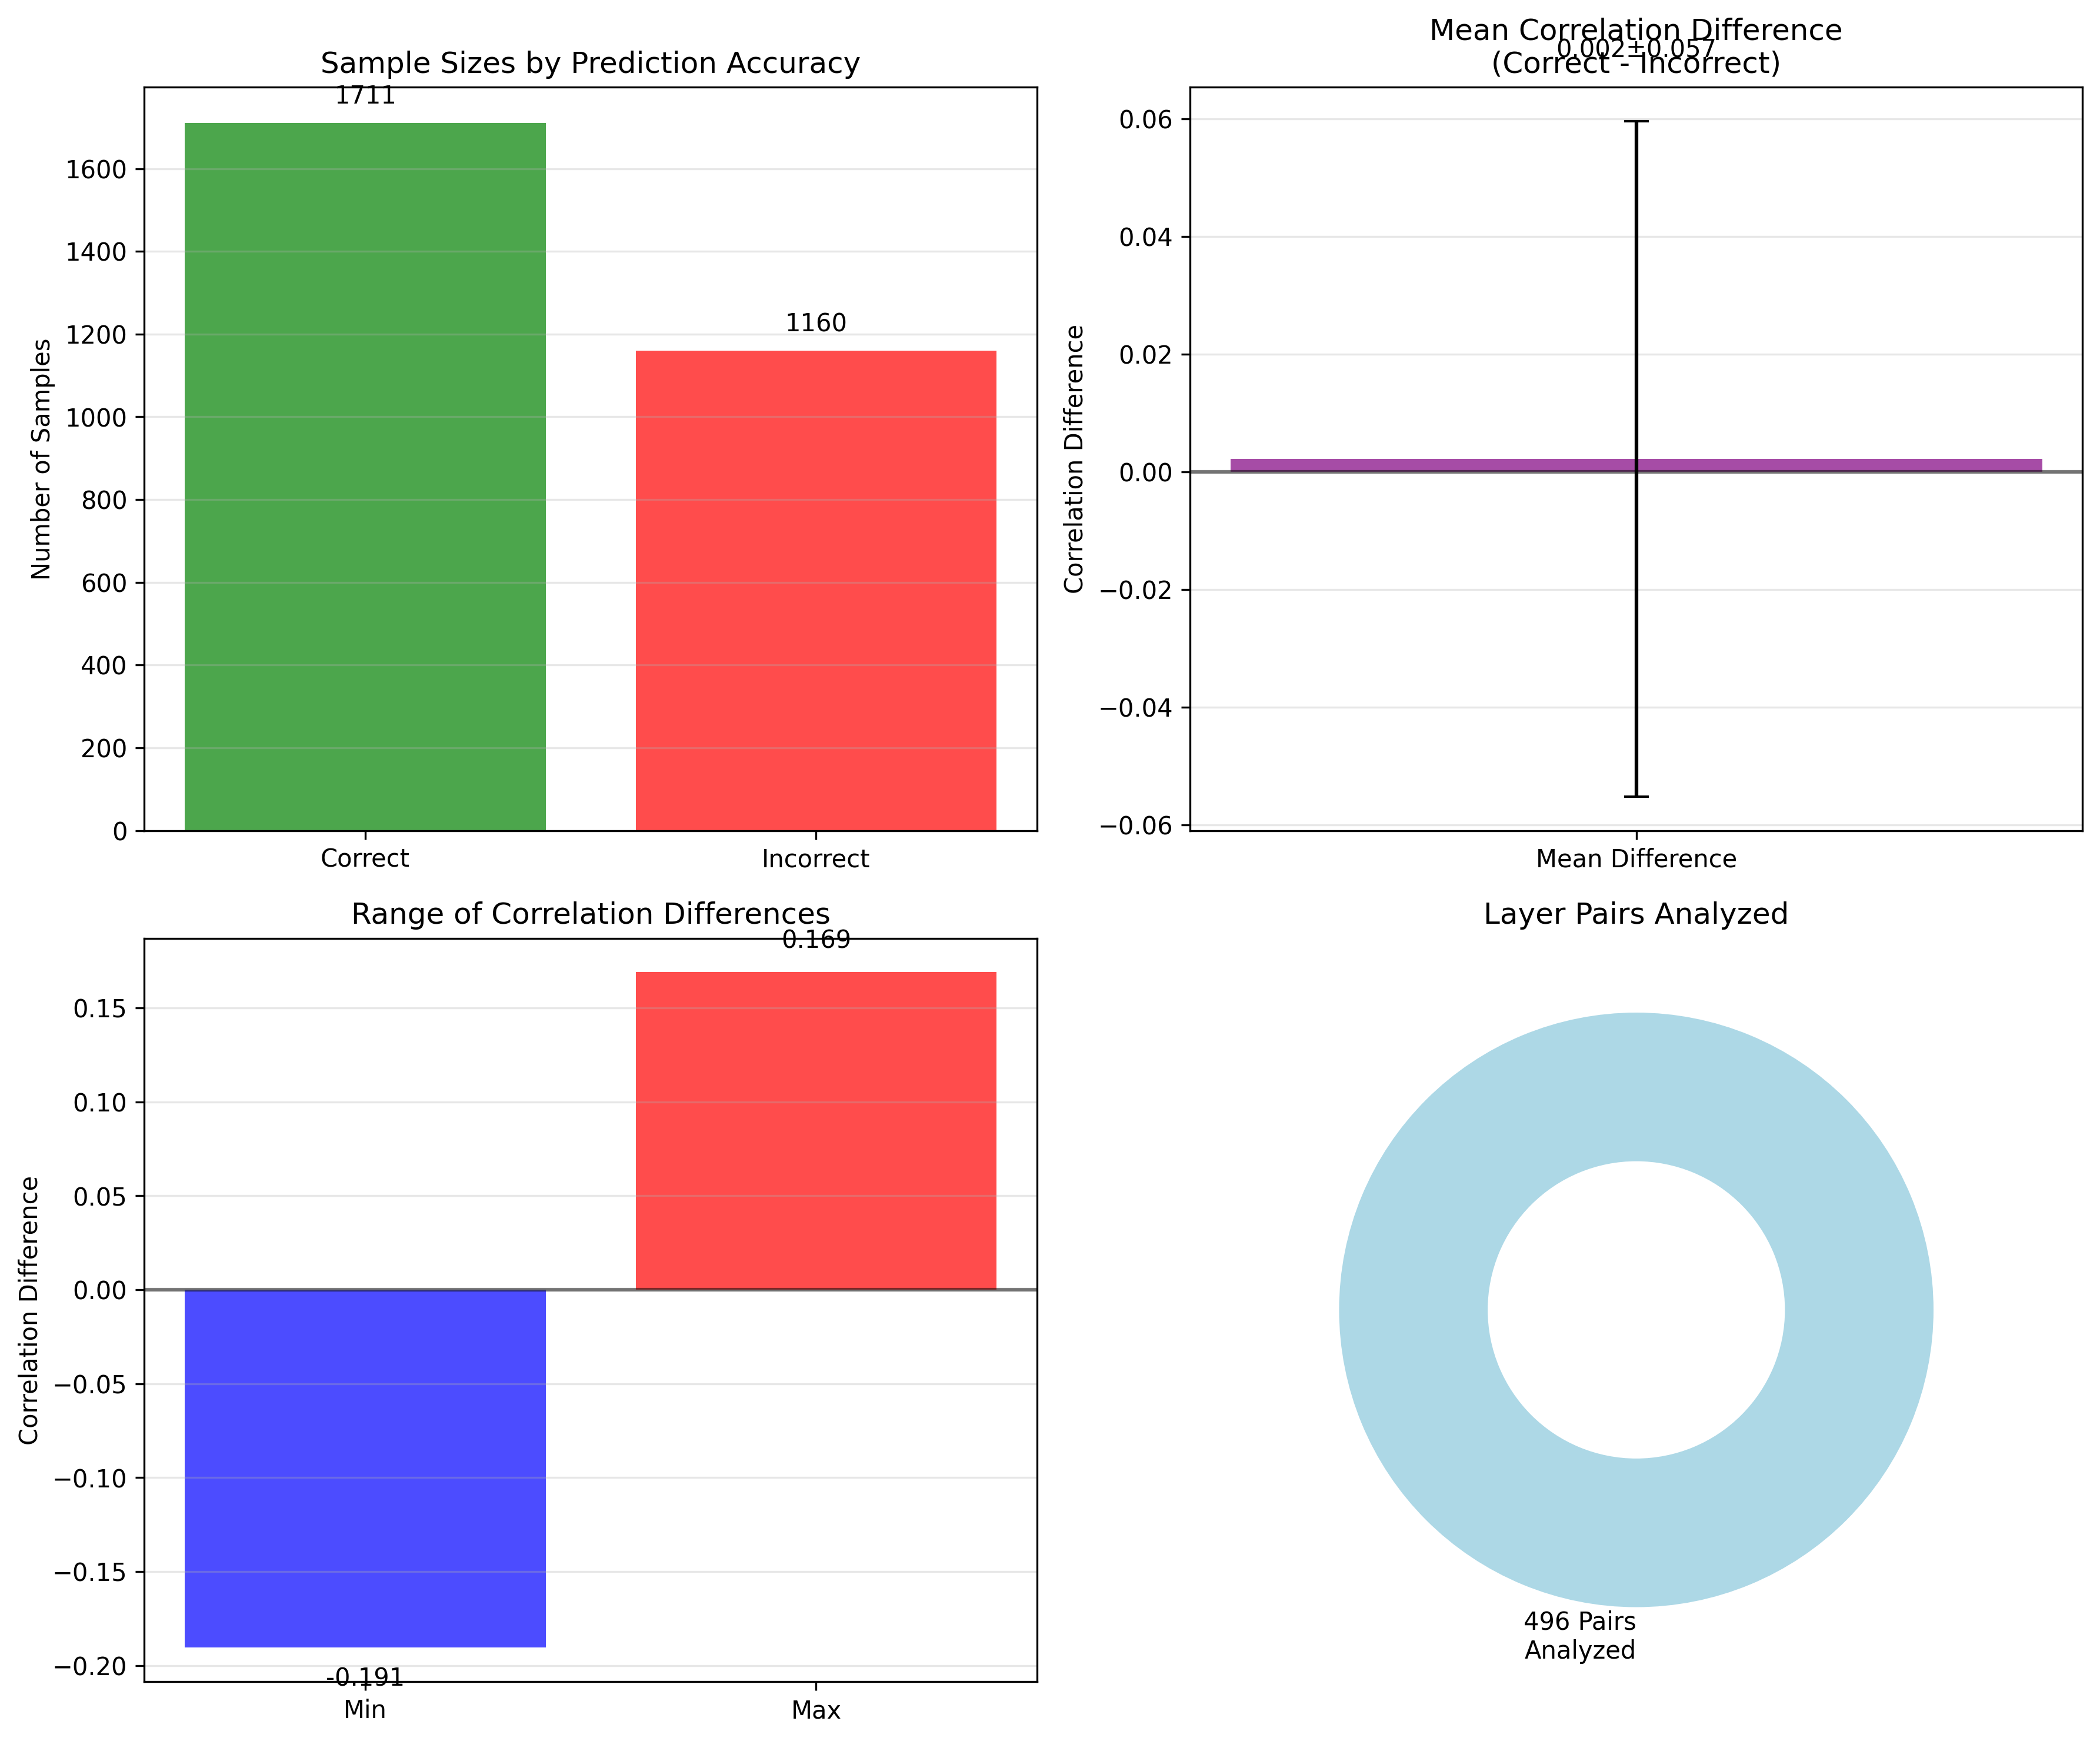 Sample Sizes by Prediction Accuracy
1711
1160
1600
1400
1200
1000
800
600
400
200
0
Number of Samples
Correct
Incorrect
Mean Correlation Difference
(Correct - Incorrect)
0.002±0.057
0.06
0.04
0.02
0.00
−0.02
−0.04
−0.06
Correlation Difference
Mean Difference
Range of Correlation Differences
0.169
-0.191
0.15
0.10
0.05
0.00
−0.05
−0.10
−0.15
−0.20
Correlation Difference
Min
Max
Layer Pairs Analyzed
496 Pairs
Analyzed